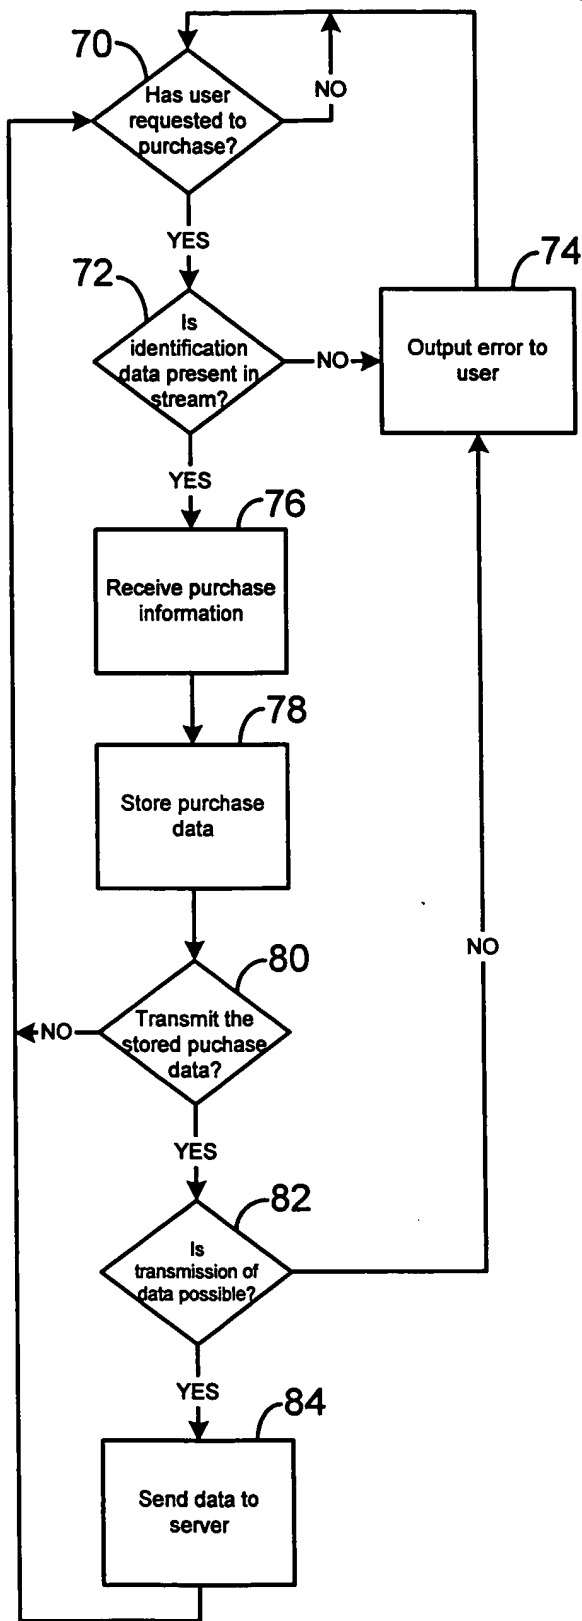 70
Has user
requested to
purchase?
NO
YES
72
Is
identification
data present in
stream?
NO
74
Output error to
user
YES
76
Receive purchase
information
78
Store purchase
data
NO
80
Transmit the
stored puchase
data?
NO
YES
82
Is
transmission of
data possible?
YES
84
Send data to
server